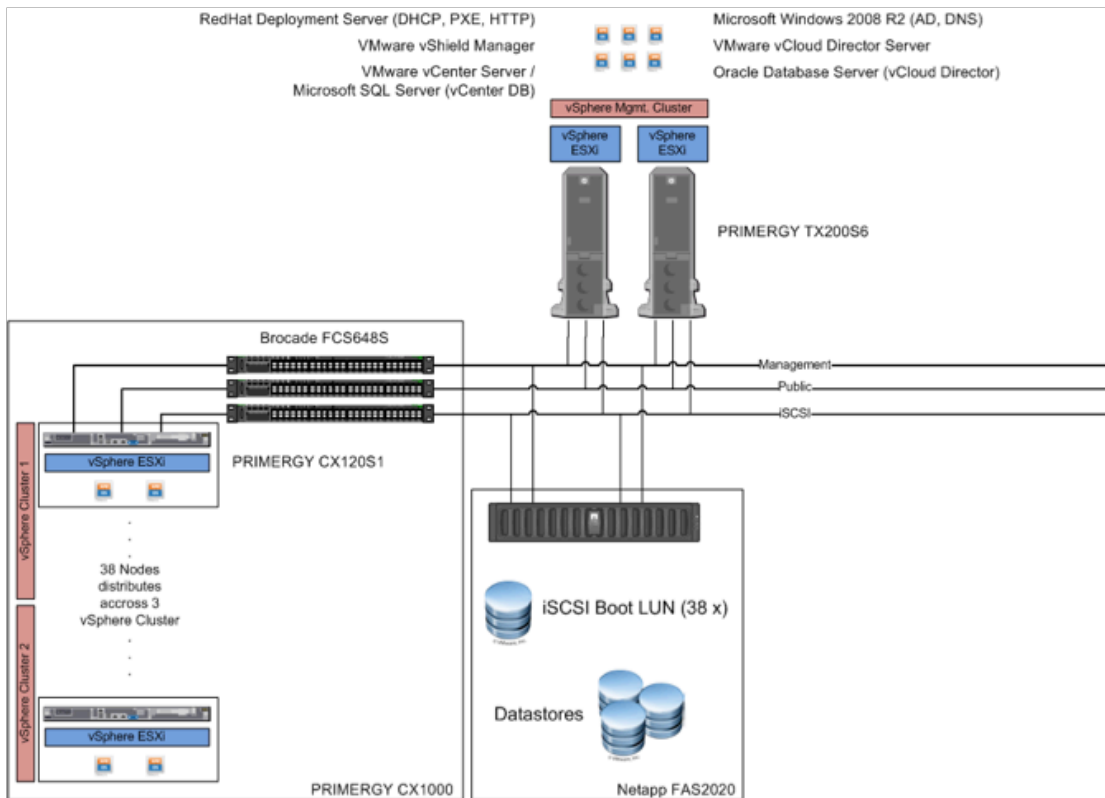 RedHat Deployment Server (DHCP, PXE, HTTP)
VMware vShield Manager
VMware vCenter Server /
Microsoft SQL Server (vCenter DB)
Microsoft Windows 2008 R2 (AD, DNS)
VMware vCloud Director Server
Oracle Database Server (vCloud Director)
vSphere Mgmt. Cluster
vSphere
ESXi
vSphere
ESXi
PRIMERGY TX200S6
Brocade FCS648S
Management
Public
iSCSI
vSphere Cluster 1
vSphere ESXi
PRIMERGY CX120S1
38 Nodes
distributes
accross 3
vSphere Cluster
vSphere Cluster 2
vSphere ESXi
PRIMERGY CX1000
iSCSI Boot LUN (38 x)
Datastores
Netapp FAS2020